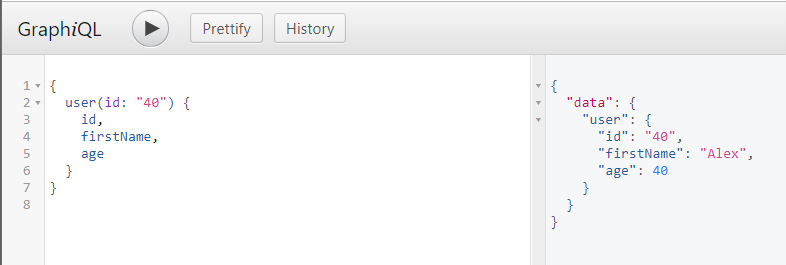 GraphiQL Prettify History
1 {
2 user(id: "40") {
3 id,
4 firstName,
5 age
6 }
7 }
8
{
"data": {
"user": {
"id": "40",
"firstName": "Alex",
"age": 40
}
}
}